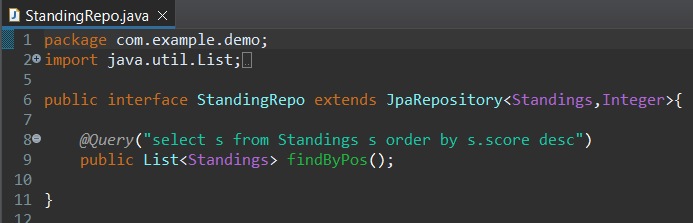 StandingRepo.java
1 package com.example.demo;
2 import java.util.List;
5
6 public interface StandingRepo extends JpaRepository<Standings,Integer>{
7
8 @Query("select s from Standings s order by s.score desc")
9 public List<Standings> findByPos();
10
11 }
12